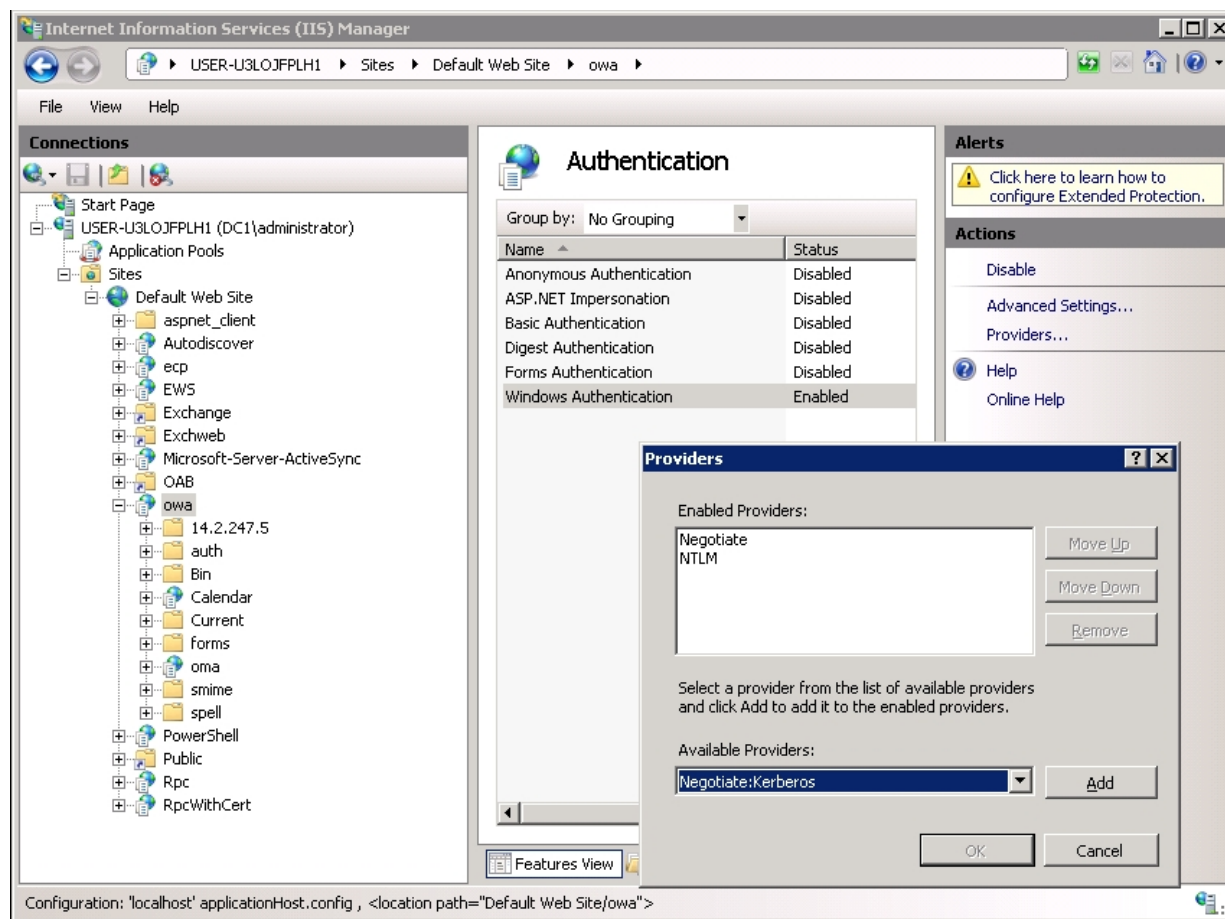 Internet Information Services (IIS) Manager
USER-U3LOJFPLH1 Sites Default Web Site owa
File View Help
Connections
Start Page
USER-U3LOJFPLH1 (DC1\administrator)
Application Pools
Sites
Default Web Site
aspnet_client
Autodiscover
ecp
EWS
Exchange
Exchweb
Microsoft-Server-ActiveSync
OAB
owa
14.2.247.5
auth
Bin
Calendar
Current
forms
oma
smime
spell
PowerShell
Public
Rpc
RpcWithCert
Authentication
Group by: No Grouping
Name Status
Anonymous Authentication Disabled
ASP.NET Impersonation Disabled
Basic Authentication Disabled
Digest Authentication Disabled
Forms Authentication Disabled
Windows Authentication Enabled
Features View
Alerts
Click here to learn how to
configure Extended Protection.
Actions
Disable
Advanced Settings...
Providers...
Help
Online Help
Providers
Enabled Providers:
Negotiate
NTLM
Move Up
Move Down
Remove
Select a provider from the list of available providers
and click Add to add it to the enabled providers.
Available Providers:
Negotiate:Kerberos
Add
OK Cancel
Configuration: 'localhost' applicationHost.config , <location path="Default Web Site/owa">